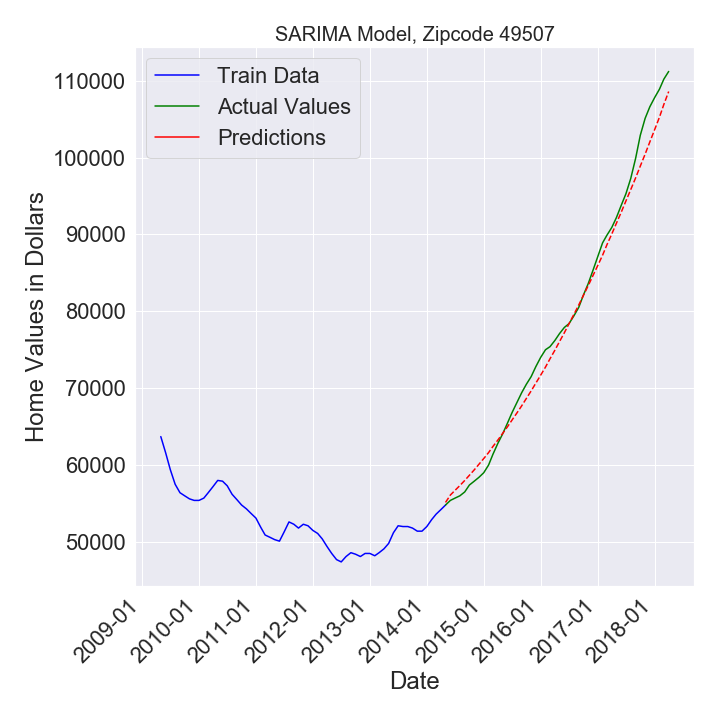 SARIMA Model, Zipcode 49507
Train Data
Actual Values
Predictions
110000
100000
90000
80000
70000
60000
50000
Home Values in Dollars
2009-01
2010-01
2011-01
2012-01
2013-01
2014-01
2015-01
2016-01
2017-01
2018-01
Date